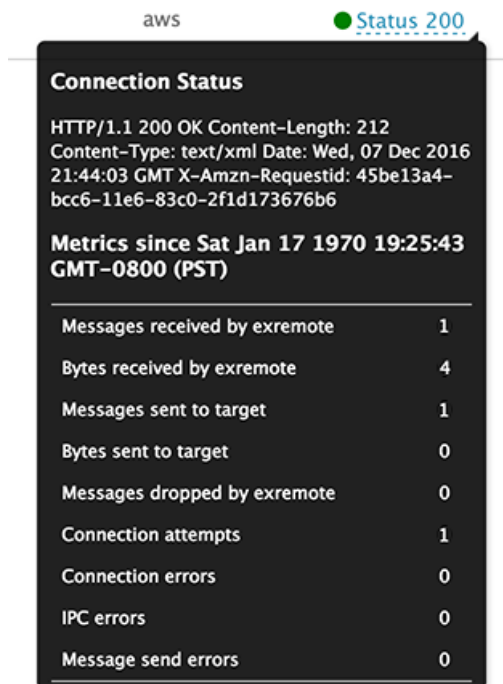 aws Status 200
Connection Status
HTTP/1.1 200 OK Content-Length: 212
Content-Type: text/xml Date: Wed, 07 Dec 2016
21:44:03 GMT X-Amzn-Requestid: 45be13a4-
bcc6-11e6-83c0-2f1d173676b6
Metrics since Sat Jan 17 1970 19:25:43
GMT-0800 (PST)
Messages received by exremote 1
Bytes received by exremote 4
Messages sent to target 1
Bytes sent to target 0
Messages dropped by exremote 0
Connection attempts 1
Connection errors 0
IPC errors 0
Message send errors 0